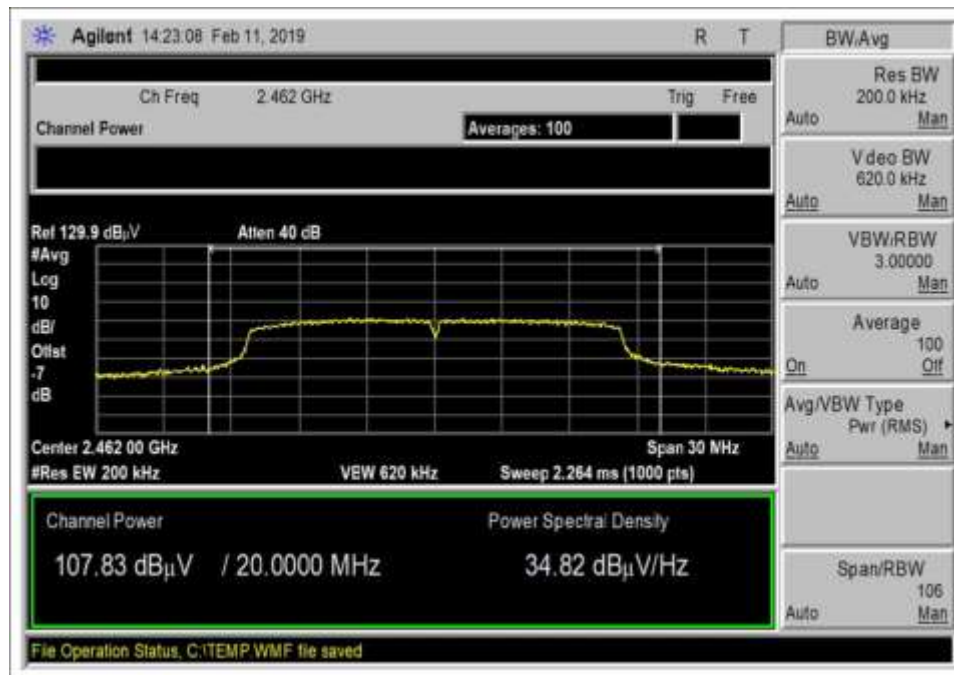 Agilent 14:23:08 Feb 11, 2019 R T
Ch Freq 2.462 GHz Trig Free
Channel Power Averages: 100
Ref 129.9 dBµV Atten 40 dB
#Avg
Log
10
dB/
Offst
-7
dB
Center 2.462 00 GHz Span 30 MHz
#Res BW 200 kHz VBW 620 kHz Sweep 2.264 ms (1000 pts)
Channel Power Power Spectral Density
107.83 dBµV / 20.0000 MHz 34.82 dBµV/Hz
File Operation Status, C:\TEMP.WMF file saved
BW/Avg
Res BW
200.0 kHz
Auto Man
Video BW
620.0 kHz
Auto Man
VBW/RBW
3.00000
Auto Man
Average
100
On Off
Avg/VBW Type
Pwr (RMS)
Auto Man
Span/RBW
106
Auto Man